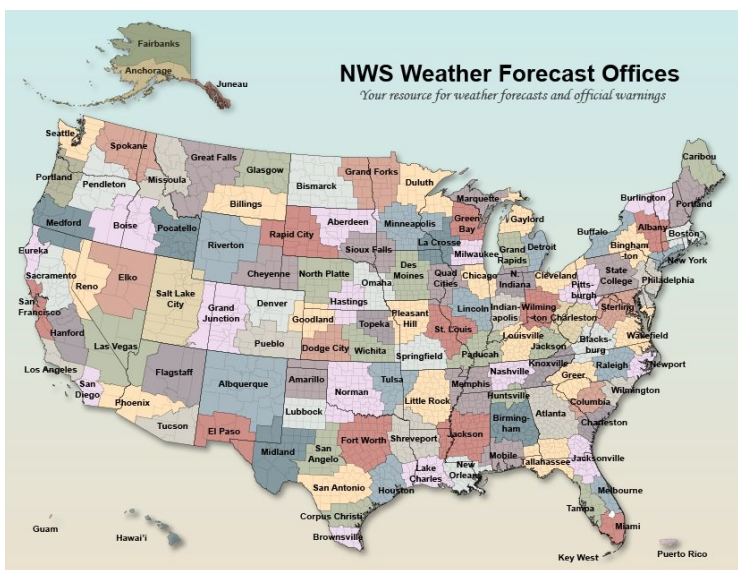 Fairbanks
Anchorage
Juneau
NWS Weather Forecast Offices
Your resource for weather forecasts and official warnings
Seattle
Spokane
Great Falls
Glasgow
Bismarck
Grand Forks
Duluth
Marquette
Caribou
Portland
Pendleton
Missoula
Billings
Aberdeen
Minneapolis
Green
Bay
Gaylord
Burlington
Portland
Medford
Boise
Pocatello
Riverton
Rapid City
Sioux Falls
La Crosse
Milwaukee
Grand
Rapids
Detroit
Buffalo
Albany
Boston
Bingham
-ton
New York
Eureka
Sacramento
Reno
Elko
Salt Lake
City
Cheyenne
North Platte
Omaha
Des
Moines
Quad
Cities
Chicago
N.
Indiana
Cleveland
Pitts-
burgh
State
College
Philadelphia
San
Francisco
Hanford
Las Vegas
Grand
Junction
Denver
Pueblo
Goodland
Hastings
Topeka
Pleasant
Hill
St. Louis
Lincoln
Indian-
apolis
Wilming
-ton
Charleston
Sterling
Wakefield
Los Angeles
San
Diego
Phoenix
Flagstaff
Tucson
Albuquerque
Amarillo
Dodge City
Wichita
Springfield
Paducah
Louisville
Jackson
Blacks-
burg
Raleigh
Newport
Lubbock
Norman
Tulsa
Little Rock
Memphis
Nashville
Knoxville
Greer
Wilmington
Huntsville
Columbia
Charleston
El Paso
Midland
San
Angelo
Fort Worth
Shreveport
Jackson
Birming-
ham
Atlanta
San Antonio
Houston
Lake
Charles
New
Orleans
Mobile
Tallahassee
Jacksonville
Corpus Christi
Brownsville
Tampa
Melbourne
Miami
Key West
Guam
Hawai'i
Puerto Rico